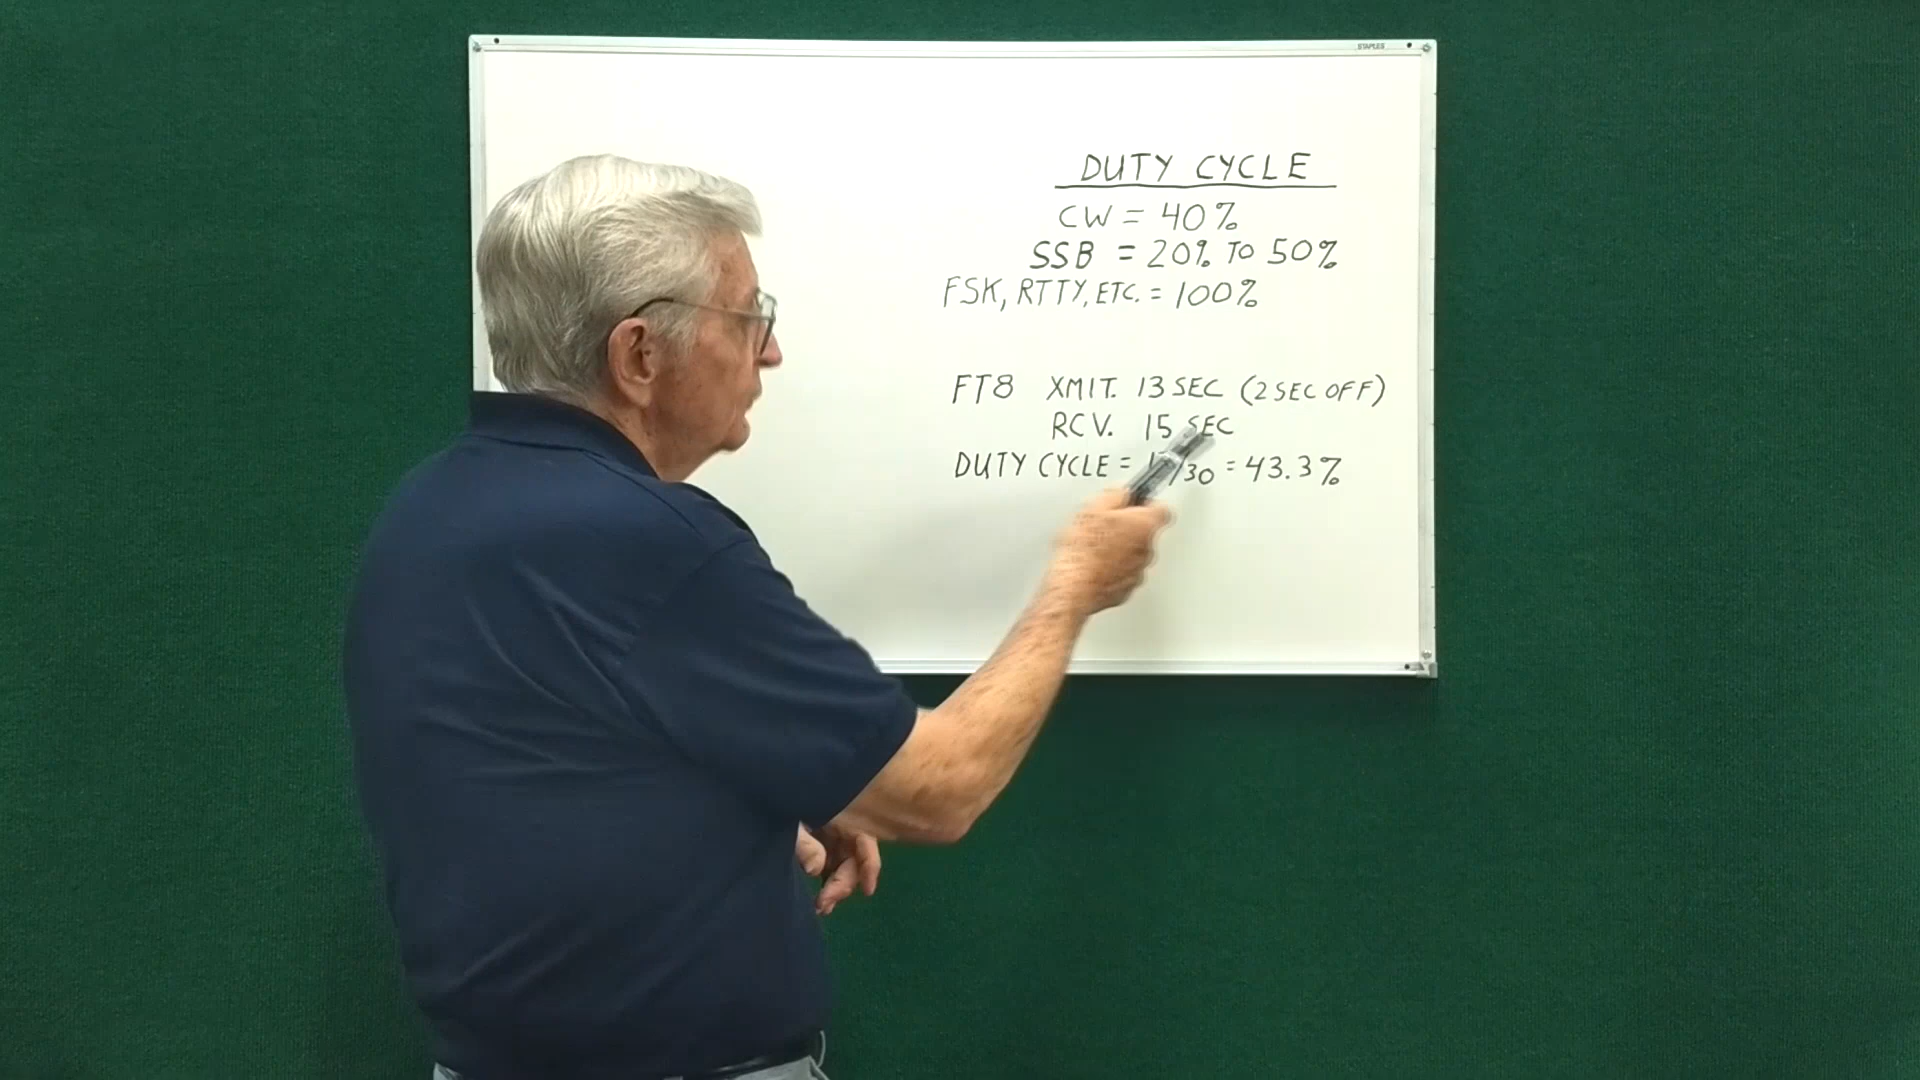 STAPLES
DUTY CYCLE
CW = 40%
SSB = 20% TO 50%
FSK, RTTY, ETC. = 100%
FT8 XMIT. 13 SEC (2 SEC OFF)
RCV. 15 SEC
DUTY CYCLE = /30 = 43.3%